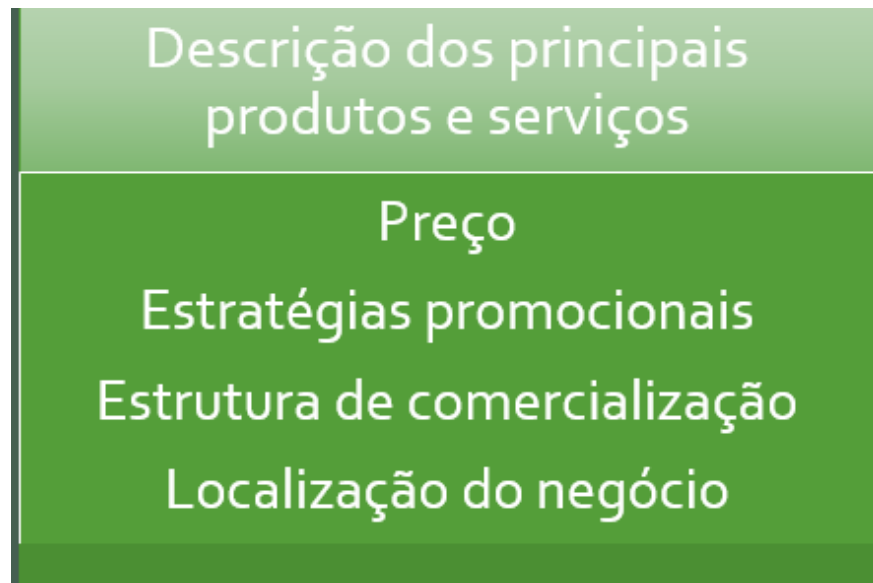 Descrição dos principais
produtos e serviços
Preço
Estratégias promocionais
Estrutura de comercialização
Localização do negócio